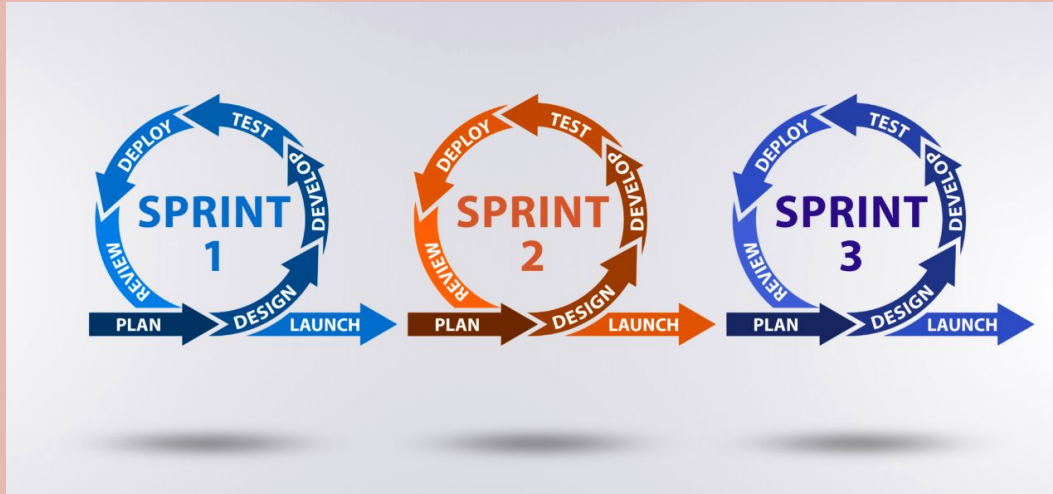 PLAN
DESIGN
DEVELOP
TEST
DEPLOY
REVIEW
LAUNCH
SPRINT
1
PLAN
DESIGN
DEVELOP
TEST
DEPLOY
REVIEW
LAUNCH
SPRINT
2
PLAN
DESIGN
DEVELOP
TEST
DEPLOY
REVIEW
LAUNCH
SPRINT
3